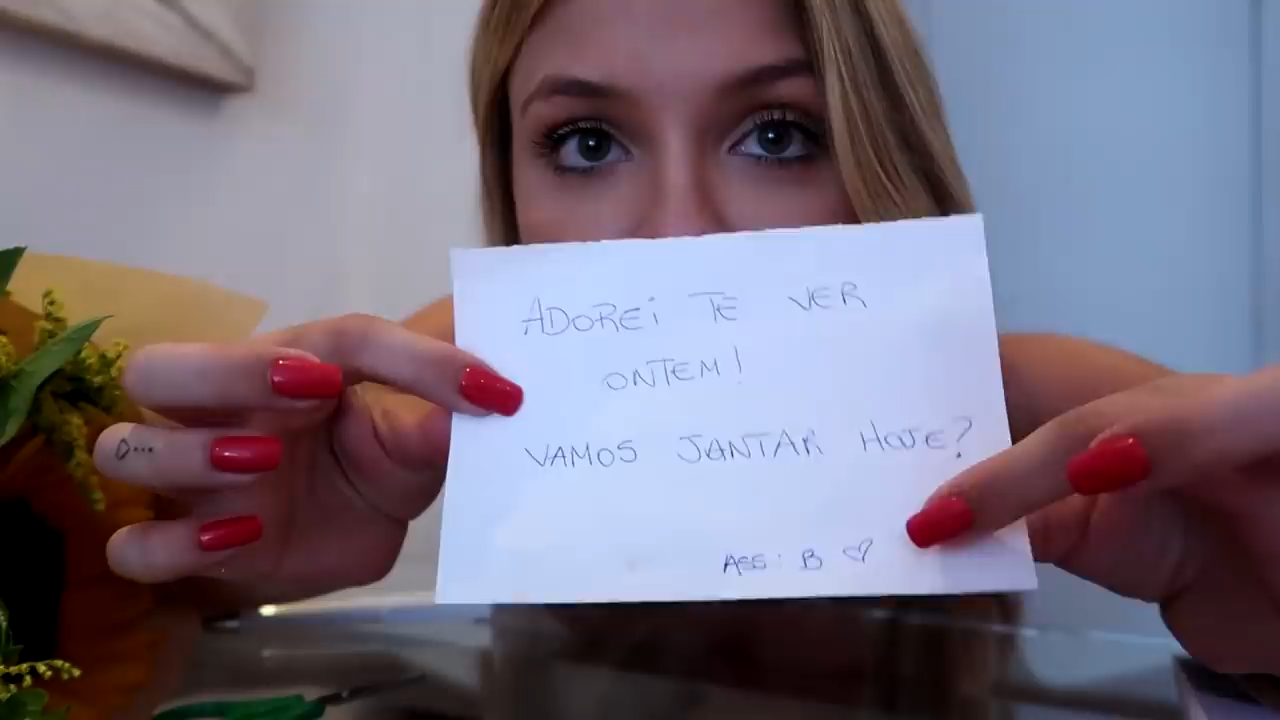 ADOREi TE VER
ONTEM!
VAMOS JANTAR HOJE?
ASS: B ♡